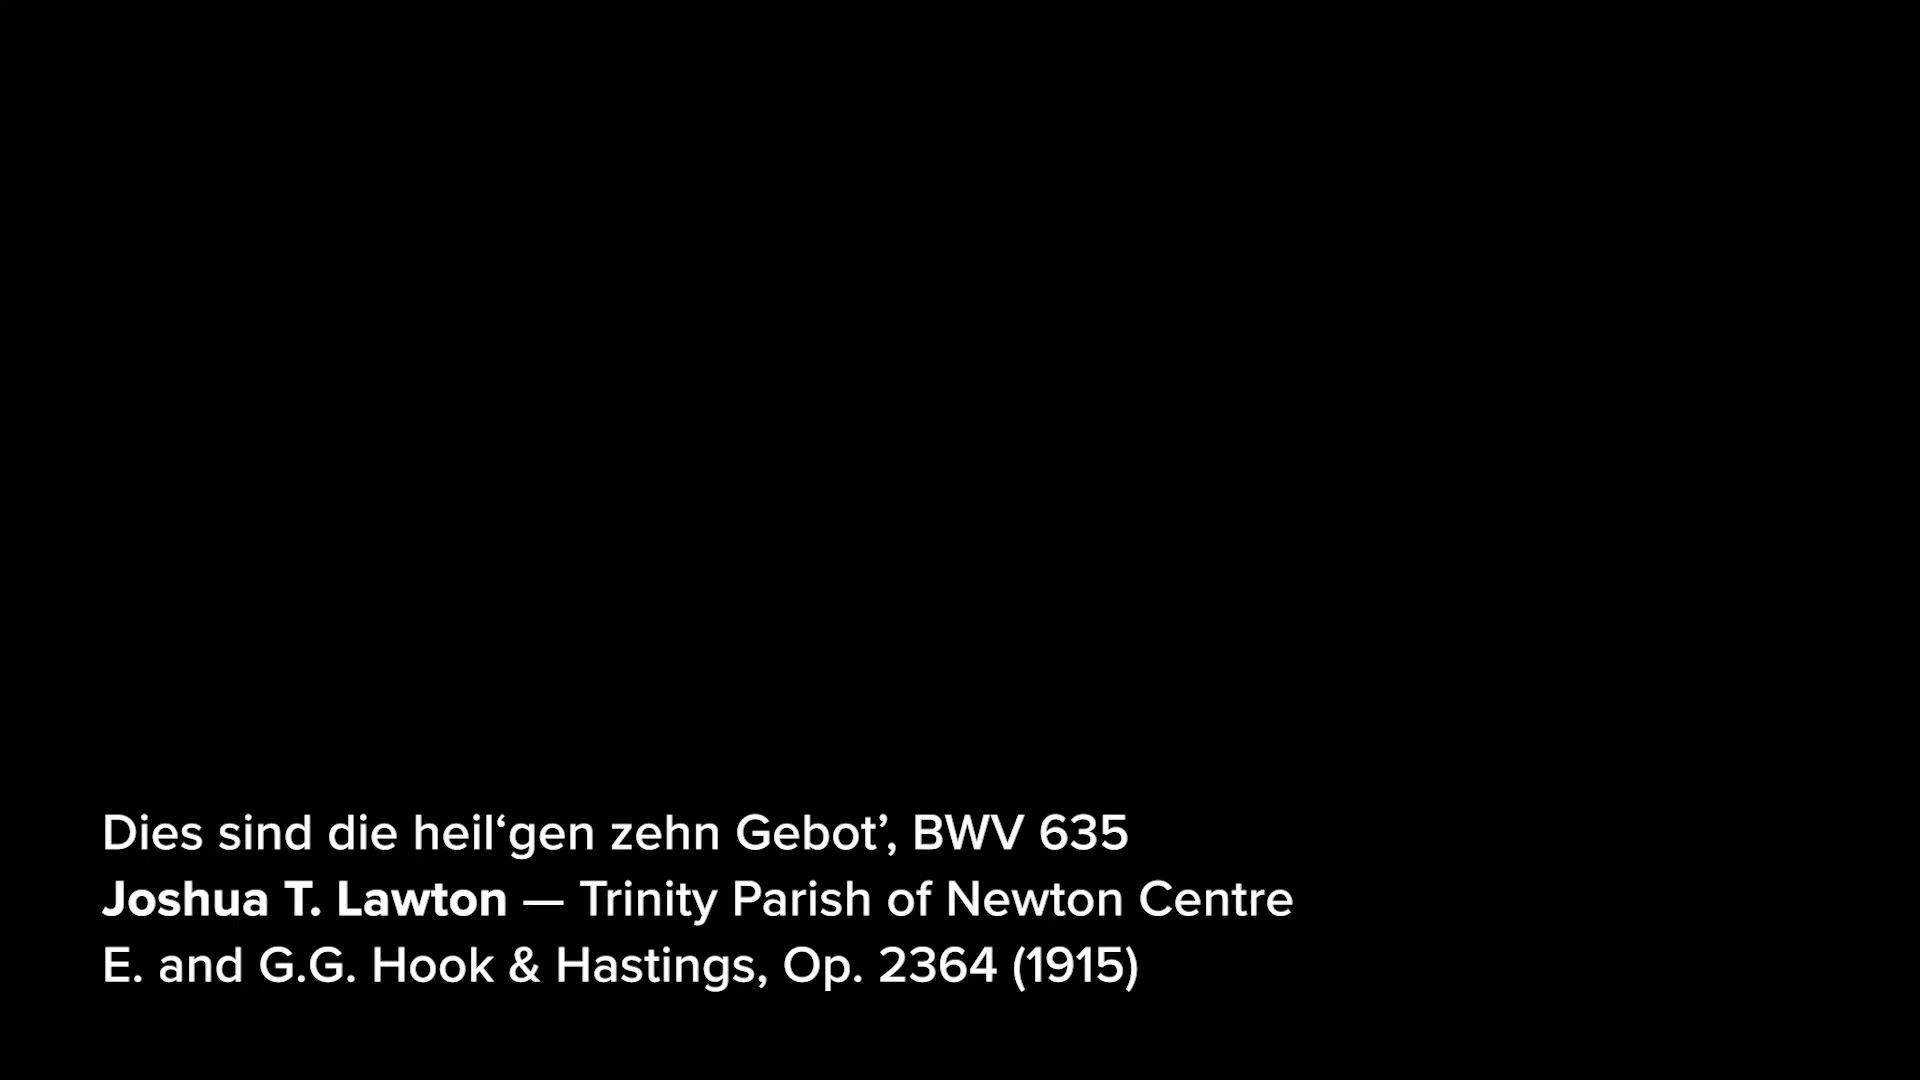 Dies sind die heil‘gen zehn Gebot’, BWV 635
Joshua T. Lawton — Trinity Parish of Newton Centre
E. and G.G. Hook & Hastings, Op. 2364 (1915)